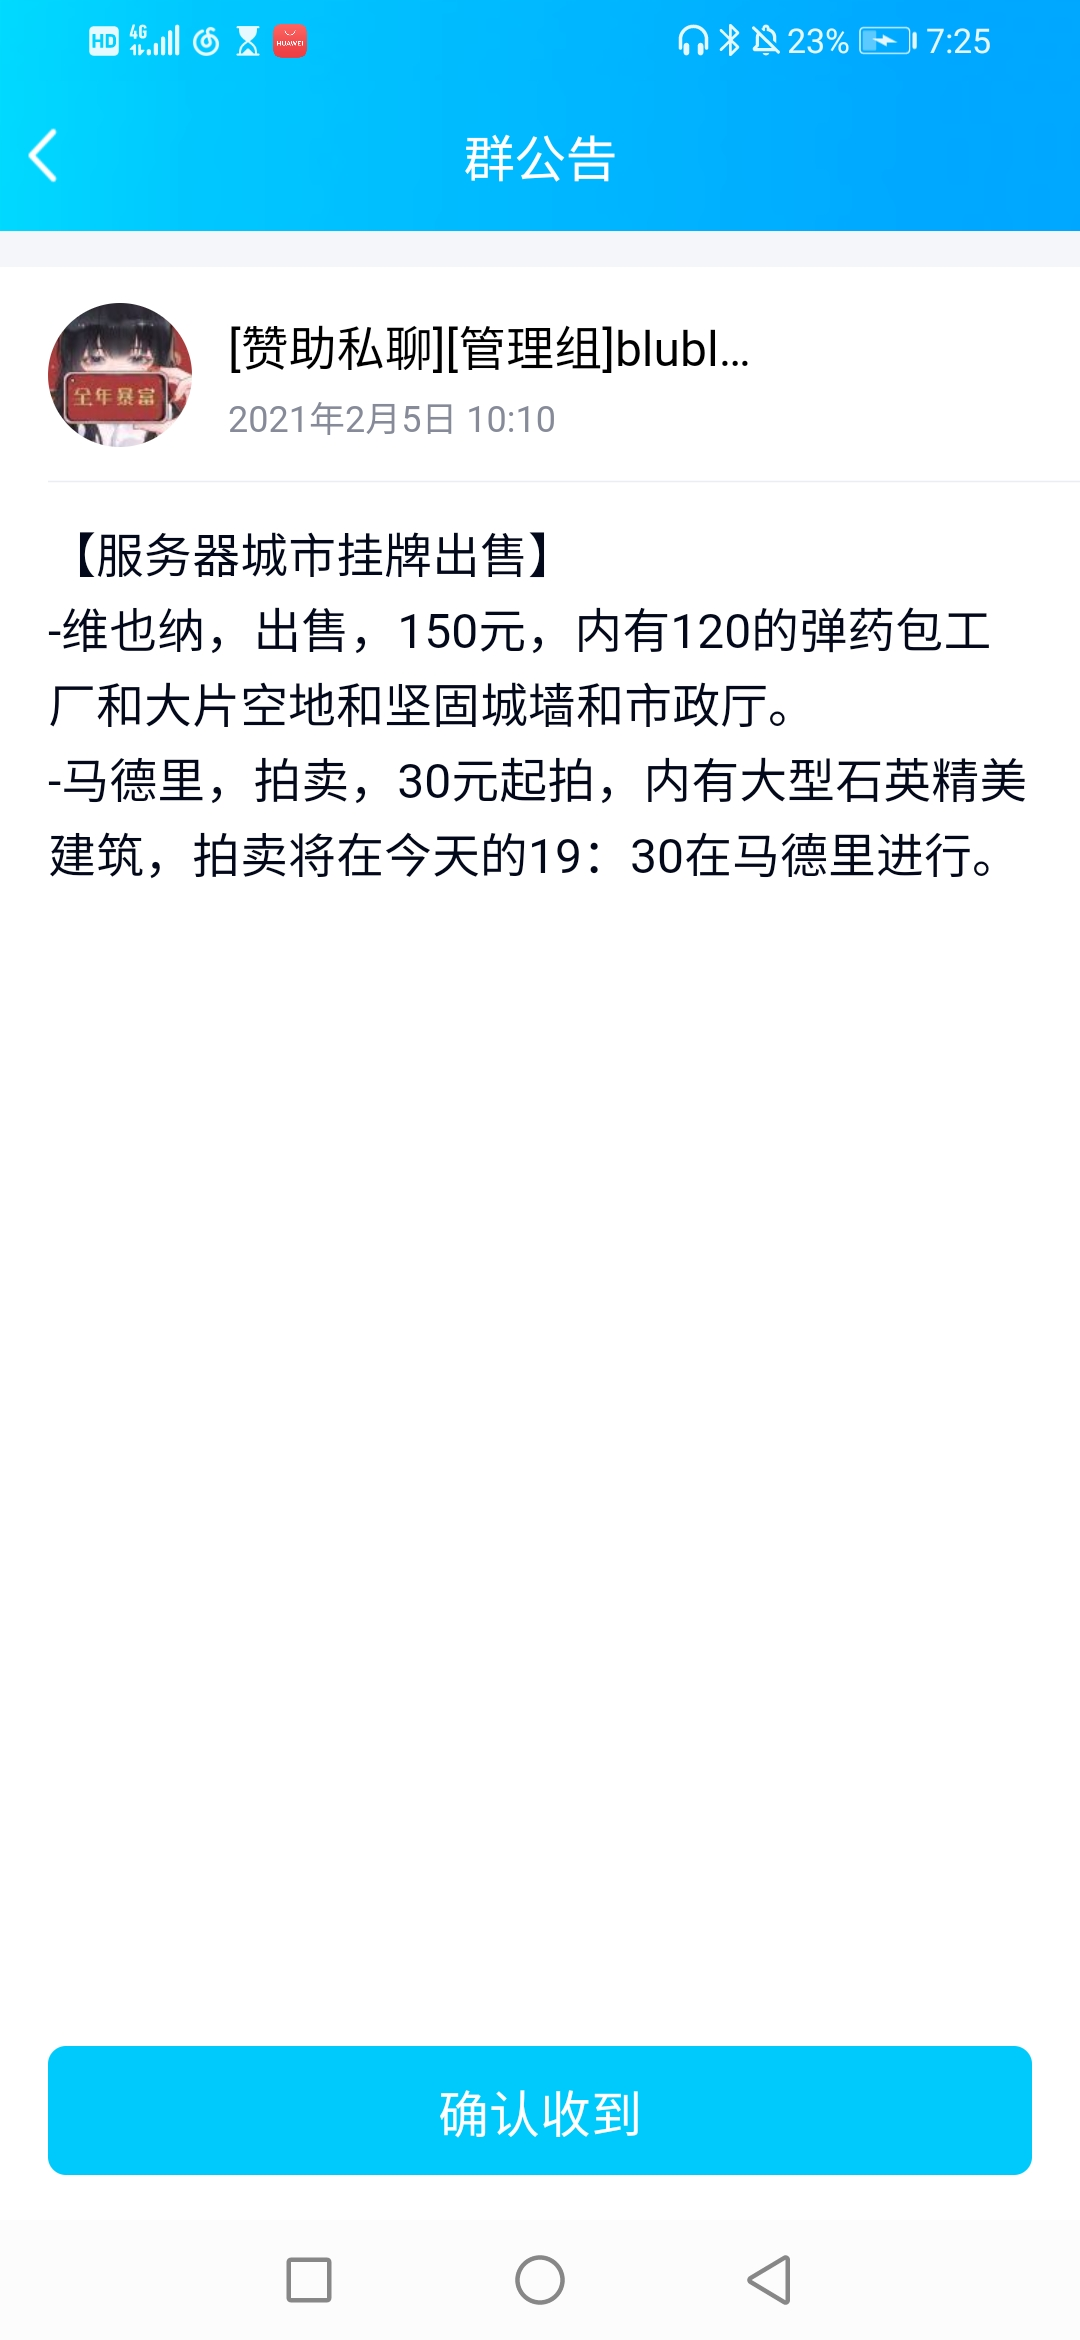 HD 4G HUAWEI 23% 7:25
群公告
全年暴富
[赞助私聊][管理组]blubl...
2021年2月5日 10:10
【服务器城市挂牌出售】
-维也纳，出售，150元，内有120的弹药包工
厂和大片空地和坚固城墙和市政厅。
-马德里，拍卖，30元起拍，内有大型石英精美
建筑，拍卖将在今天的19：30在马德里进行。
确认收到